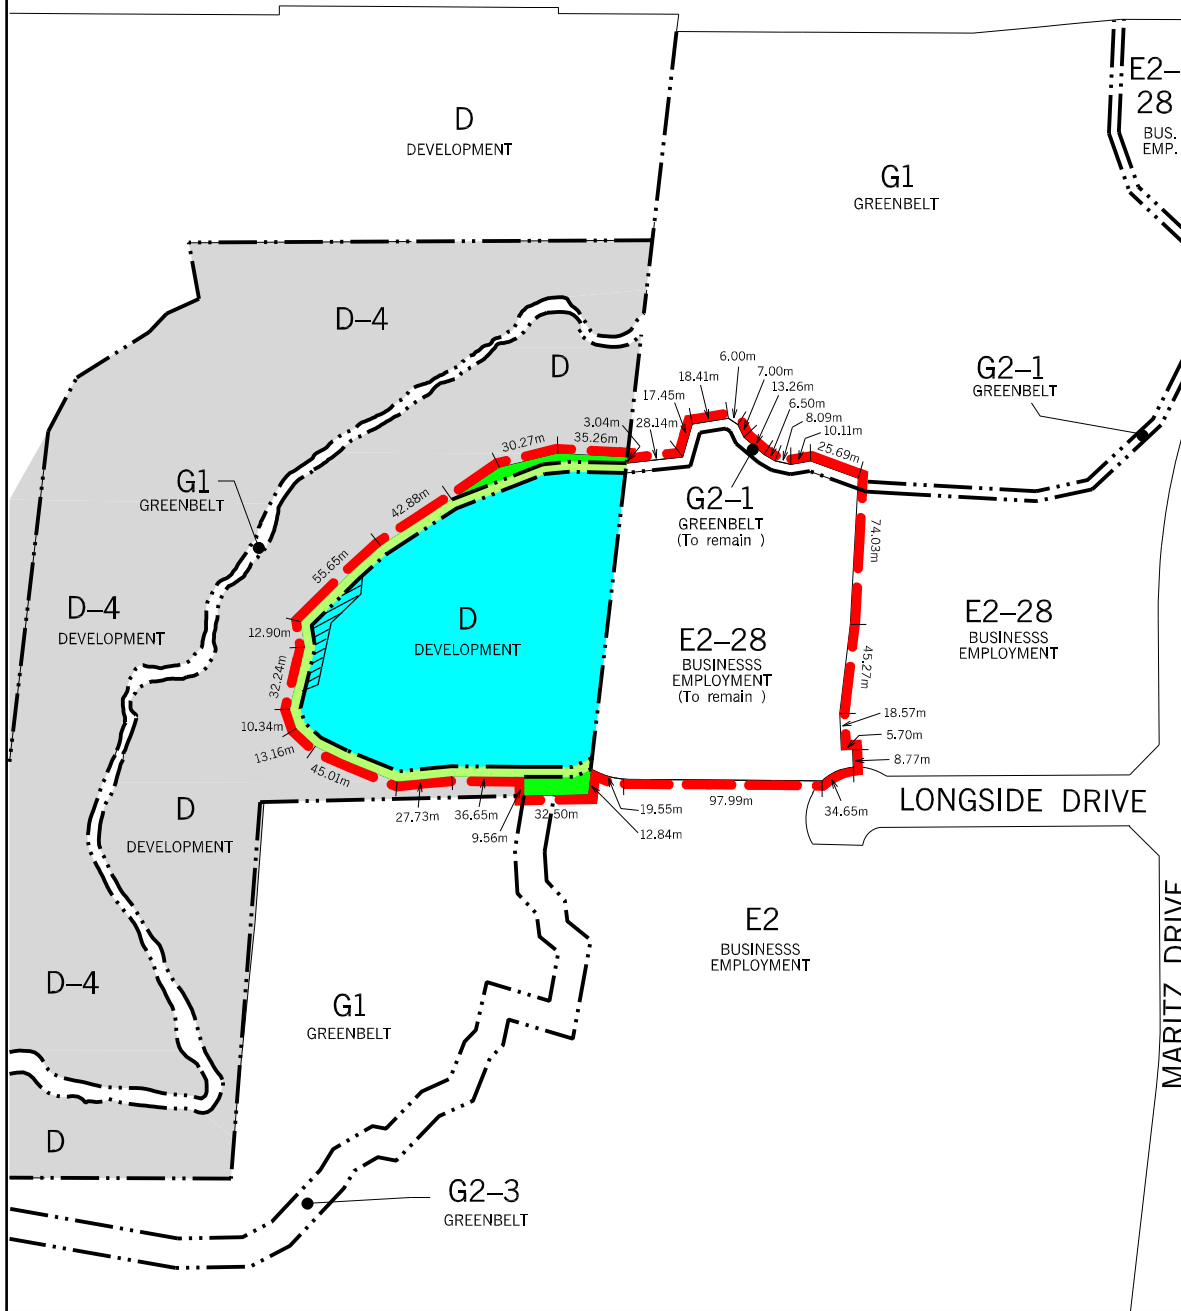 D
DEVELOPMENT
E2–
28
BUS.
EMP.
G1
GREENBELT
D–4
D
G2–1
GREENBELT
6.00m
18.41m
7.00m
17.45m
13.26m
6.50m
3.04m
28.14m
8.09m
10.11m
25.69m
30.27m
35.26m
G1
GREENBELT
42.88m
G2–1
GREENBELT
(To remain )
74.03m
55.65m
D–4
DEVELOPMENT
12.90m
D
DEVELOPMENT
E2–28
BUSINESSS
EMPLOYMENT
(To remain )
E2–28
BUSINESSS
EMPLOYMENT
45.27m
32.24m
10.34m
18.57m
5.70m
8.77m
13.16m
45.01m
D
DEVELOPMENT
27.73m
36.65m
9.56m
32.50m
19.55m
12.84m
97.99m
34.65m
LONGSIDE DRIVE
MARITZ DRIVE
E2
BUSINESSS
EMPLOYMENT
D–4
G1
GREENBELT
D
G2–3
GREENBELT